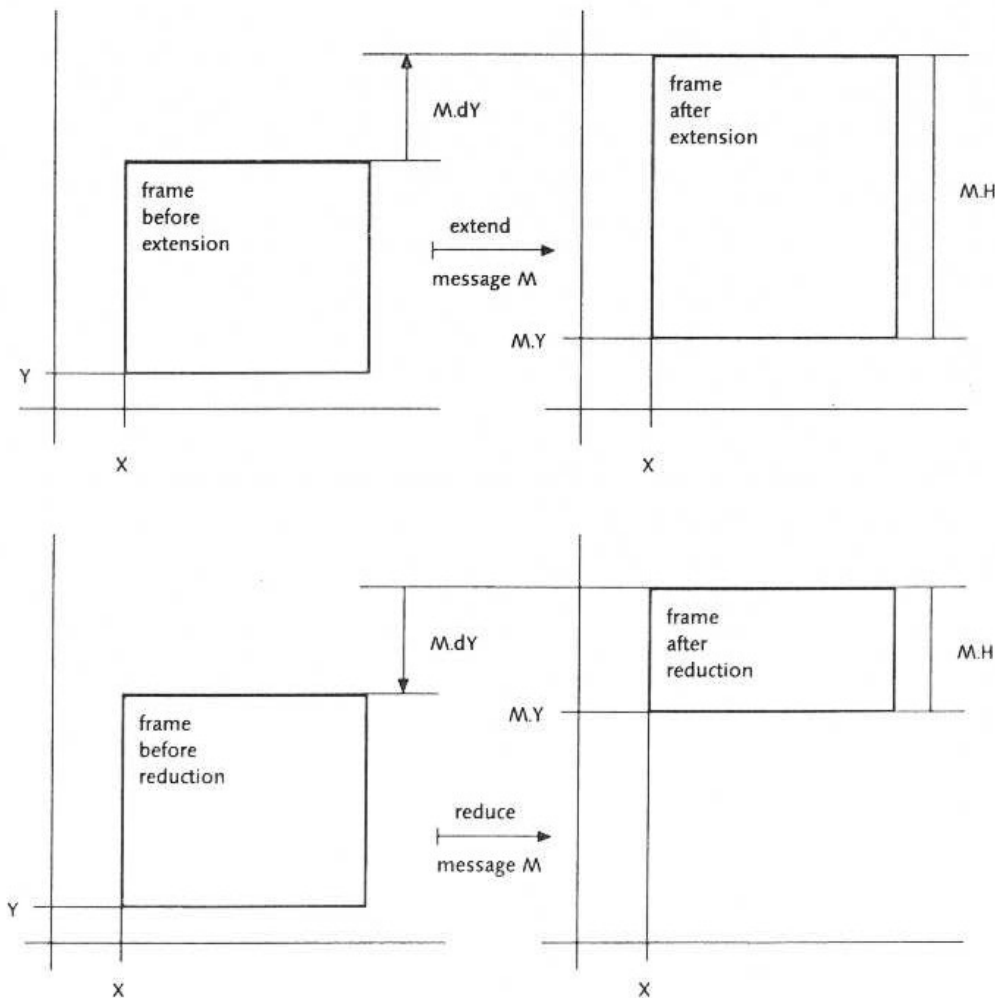 M.dY
frame
before
extension
extend
message M
frame
after
extension
M.H
M.Y
Y
X
X
M.dY
frame
before
reduction
reduce
message M
frame
after
reduction
M.H
M.Y
Y
X
X